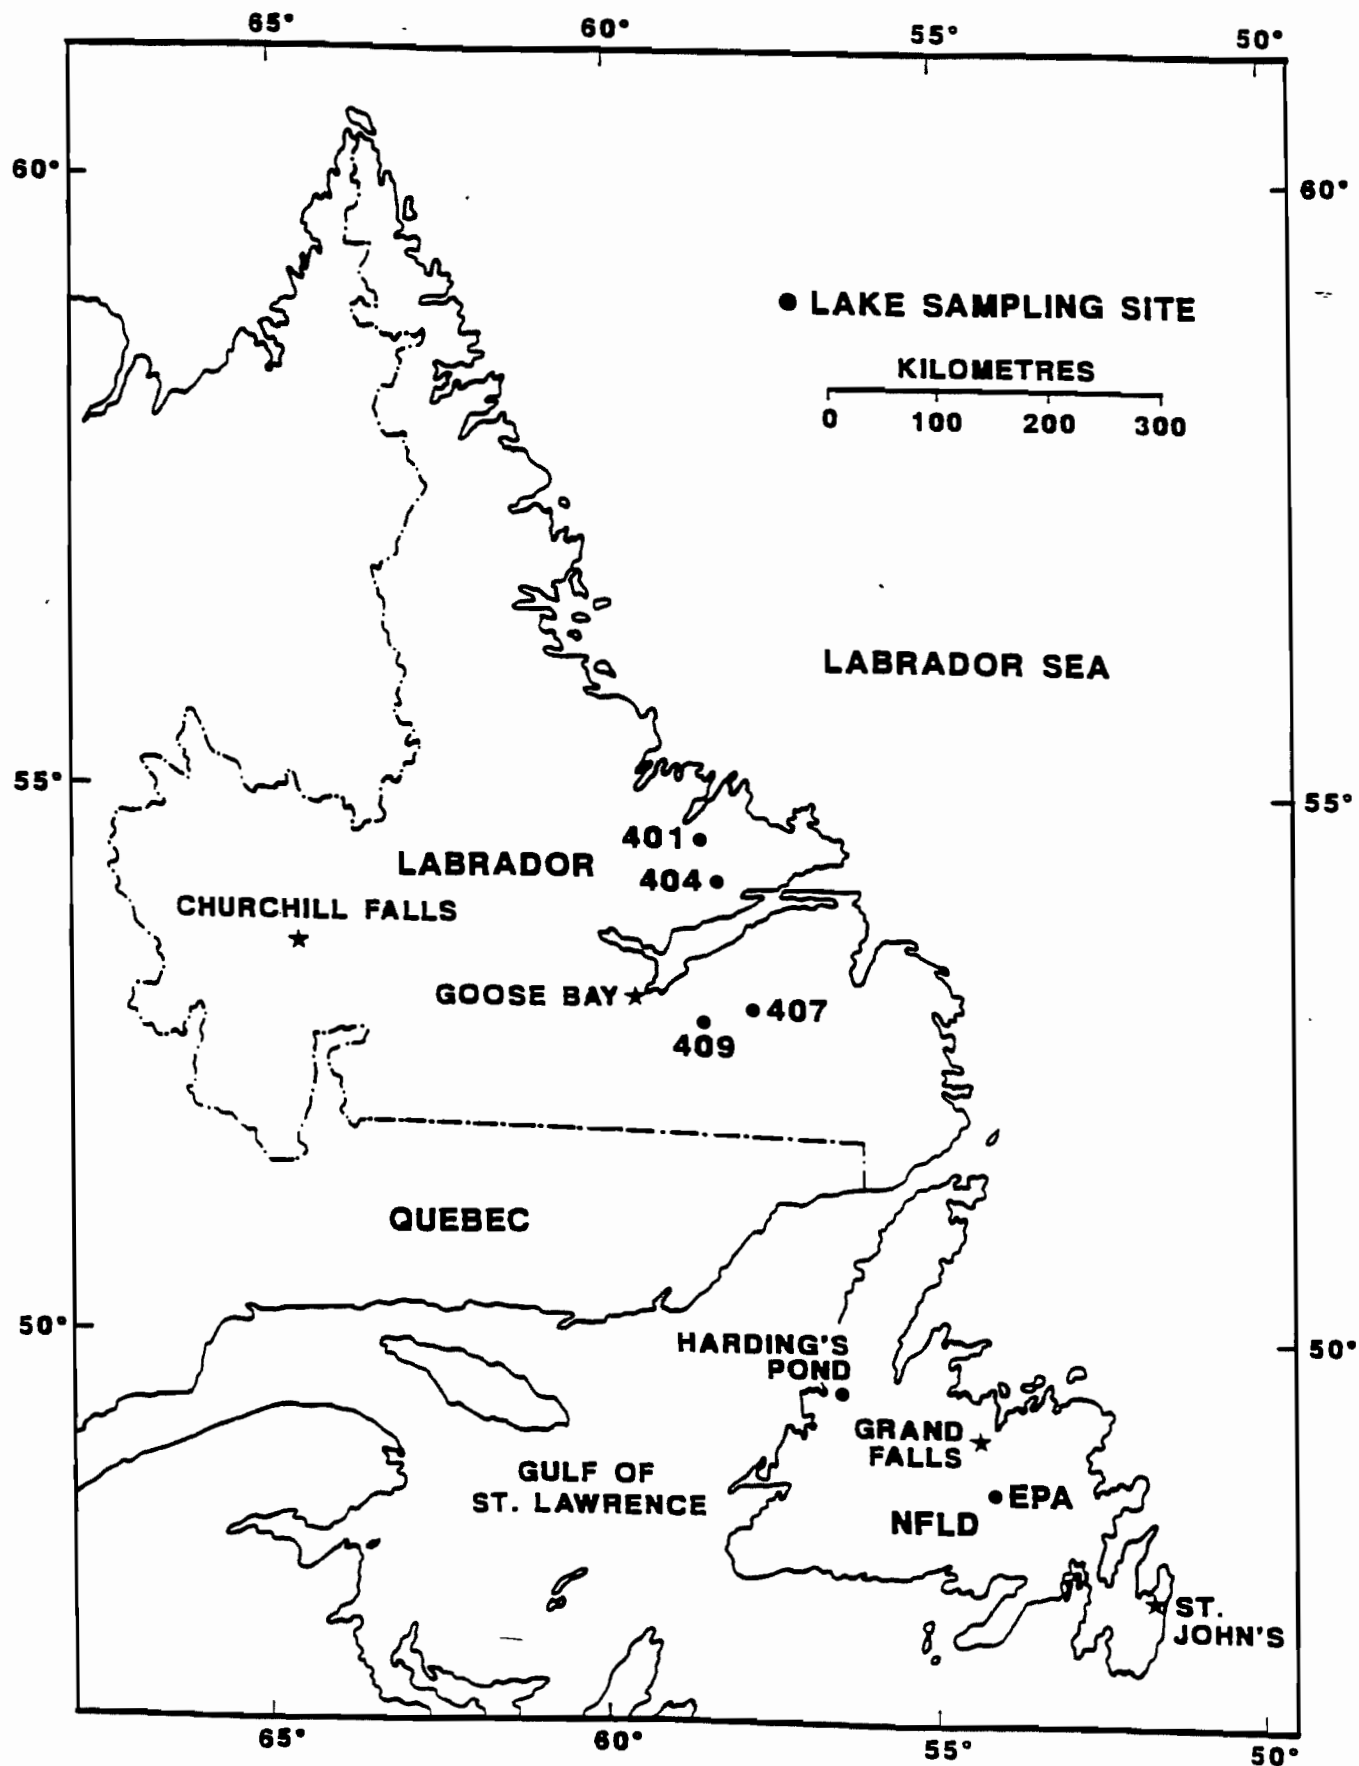 65°
60°
55°
50°
60°
60°
● LAKE SAMPLING SITE
KILOMETRES
0 100 200 300
LABRADOR SEA
55°
55°
401
LABRADOR
404
CHURCHILL FALLS
GOOSE BAY
407
409
QUEBEC
50°
50°
HARDING'S
POND
GRAND
FALLS
GULF OF
ST. LAWRENCE
EPA
NFLD
ST.
JOHN'S
65°
60°
55°
50°